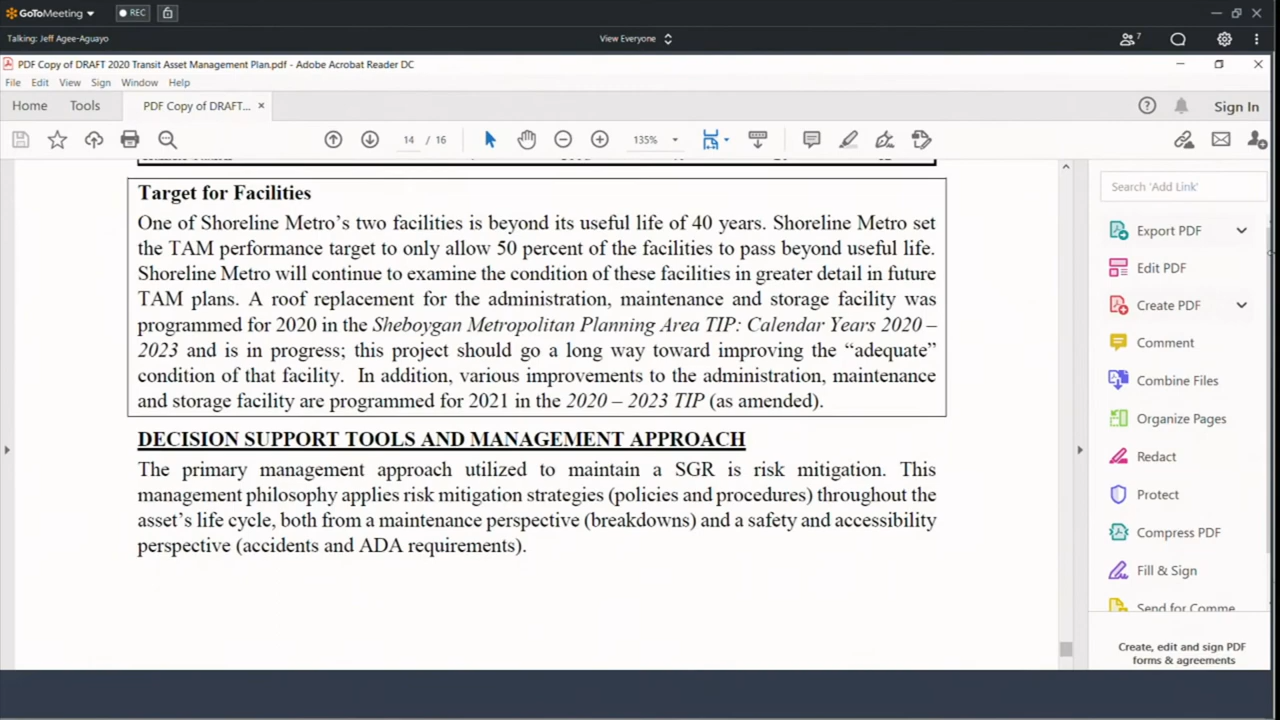 GoToMeeting
REC
Talking: Jeff Agee-Aguayo
View Everyone
7
PDF Copy of DRAFT 2020 Transit Asset Management Plan.pdf - Adobe Acrobat Reader DC
File Edit View Sign Window Help
Home Tools PDF Copy of DRAFT... × Sign In
14 / 16 135%
Target for Facilities
One of Shoreline Metro's two facilities is beyond its useful life of 40 years. Shoreline Metro set
the TAM performance target to only allow 50 percent of the facilities to pass beyond useful life.
Shoreline Metro will continue to examine the condition of these facilities in greater detail in future
TAM plans. A roof replacement for the administration, maintenance and storage facility was
programmed for 2020 in the Sheboygan Metropolitan Planning Area TIP: Calendar Years 2020 –
2023 and is in progress; this project should go a long way toward improving the “adequate”
condition of that facility. In addition, various improvements to the administration, maintenance
and storage facility are programmed for 2021 in the 2020 – 2023 TIP (as amended).
DECISION SUPPORT TOOLS AND MANAGEMENT APPROACH
The primary management approach utilized to maintain a SGR is risk mitigation. This
management philosophy applies risk mitigation strategies (policies and procedures) throughout the
asset's life cycle, both from a maintenance perspective (breakdowns) and a safety and accessibility
perspective (accidents and ADA requirements).
Search 'Add Link'
Export PDF
Edit PDF
Create PDF
Comment
Combine Files
Organize Pages
Redact
Protect
Compress PDF
Fill & Sign
Send for Comme
Create, edit and sign PDF
forms & agreements